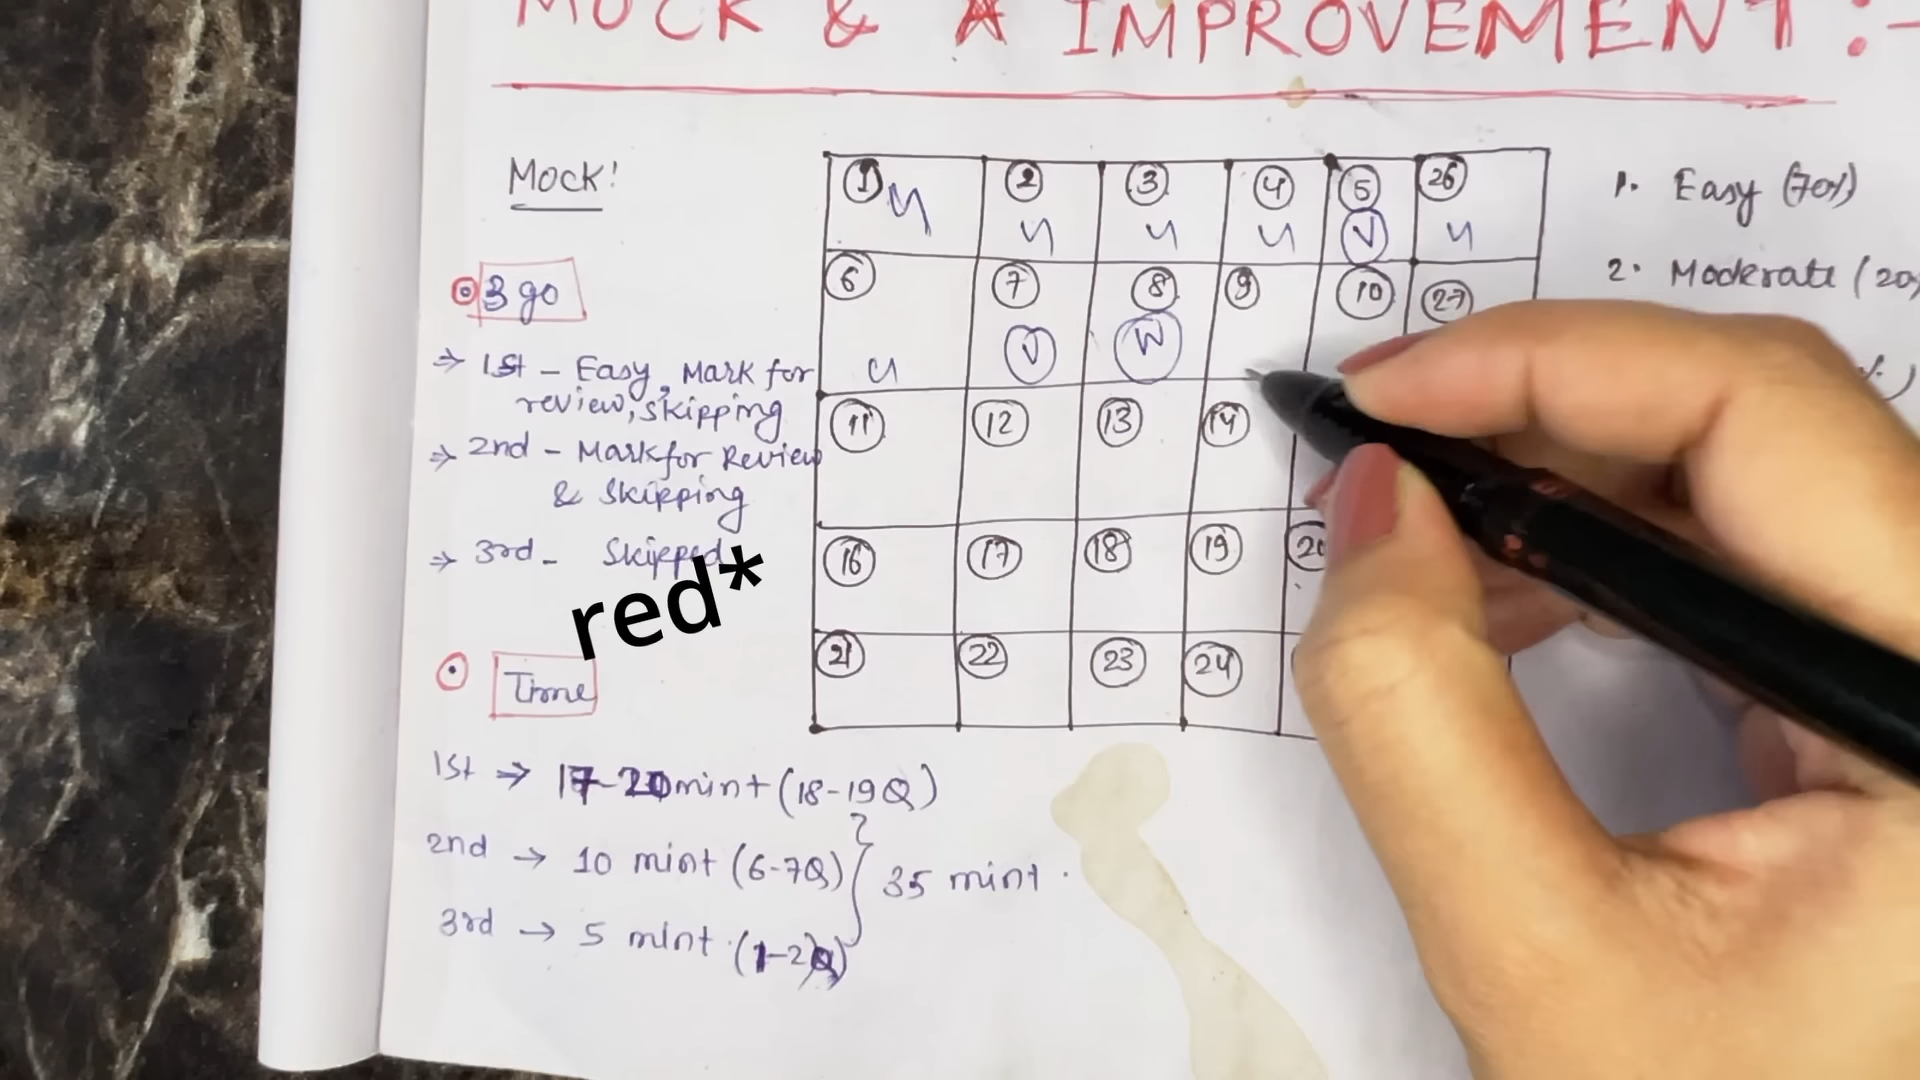 MOCK & IMPROVEMENT :-
Mock!
3 go
⇒ 1st – Easy, Mark for
review, skipping
⇒ 2nd – Mark for Review
& Skipping
⇒ 3rd – Skipped
red*
Time
1st ⇒ 17-20 mint (18-19Q)
2nd → 10 mint (6-7Q)
3rd → 5 mint (1-2Q)
35 mint.
1 2 3 4 5 26
V
6 7 8 9 10 27
V W
11 12 13 14
16 17 18 19 20
21 22 23 24
1. Easy (70%)
2. Moderate (20